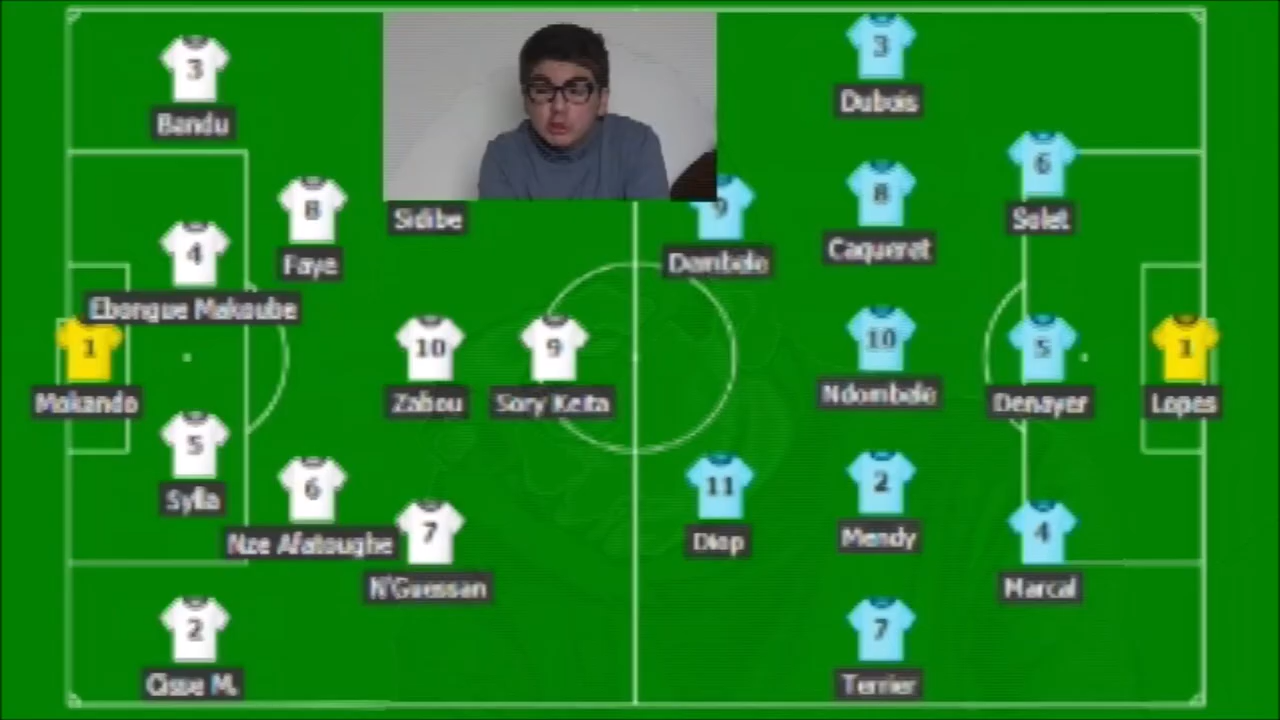 3
Bandu
3
Dubois
6
Solet
8
Faye
Sidibe
9
Dembele
8
Caqueret
4
Ebongue Makoube
1
Mokando
10
Zabou
9
Sory Keita
10
Ndombele
5
Denayer
1
Lopes
5
Sylla
6
Nze Afatoughe
7
N'Guessan
11
Diop
2
Mendy
4
Marcal
2
Cisse M.
7
Terrier